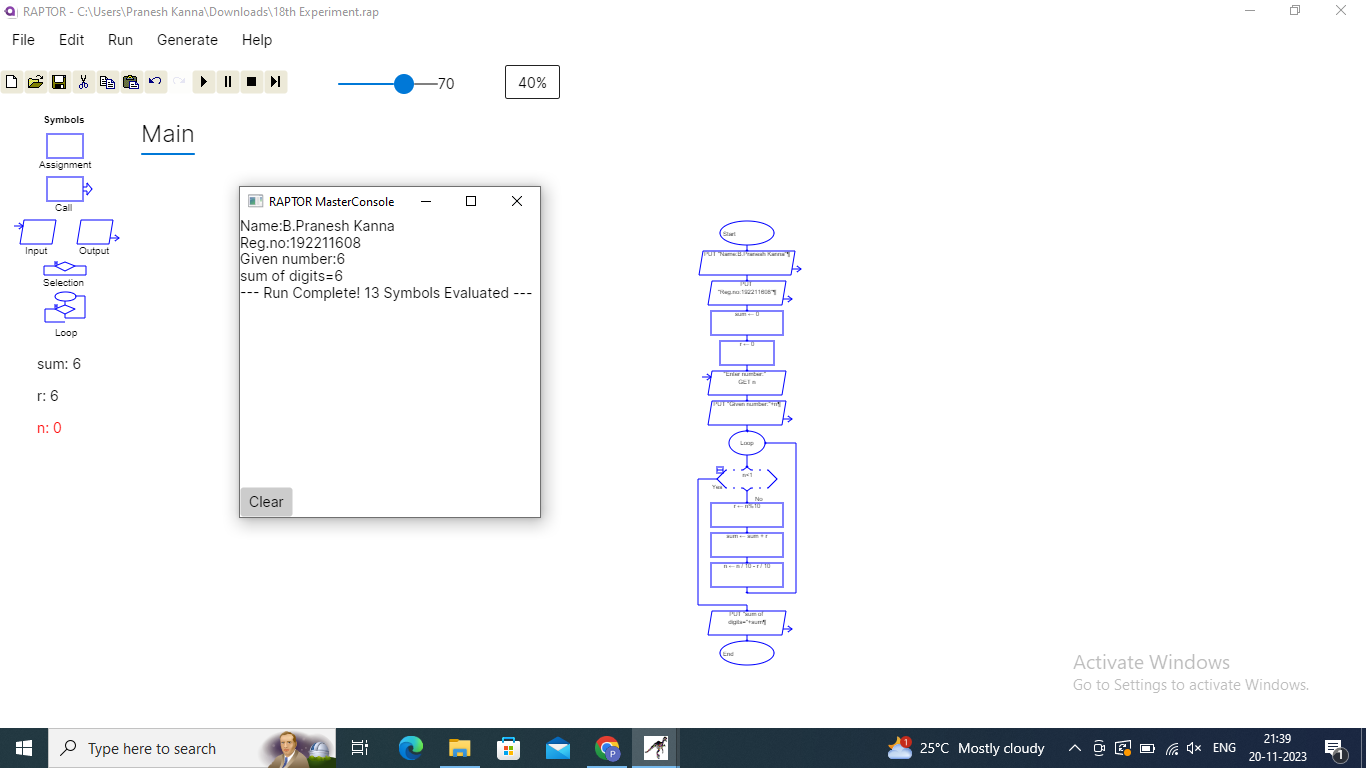 RAPTOR - C:\Users\Pranesh Kanna\Downloads\18th Experiment.rap
File Edit Run Generate Help
70
40%
Symbols
Assignment
Call
Input Output
Selection
Loop
sum: 6
r: 6
n: 0
Main
RAPTOR MasterConsole
Name:B.Pranesh Kanna
Reg.no:192211608
Given number:6
sum of digits=6
--- Run Complete! 13 Symbols Evaluated ---
Clear
Start
PUT "Name:B.Pranesh Kanna"¶
PUT
"Reg.no:192211608"¶
sum ← 0
r ← 0
"Enter number:"
GET n
PUT "Given number:"+n¶
Loop
n<1
Yes
No
r ← n%10
sum ← sum + r
n ← n / 10 - r / 10
PUT "sum of
digits="+sum¶
End
Activate Windows
Go to Settings to activate Windows.
Type here to search
1
25°C Mostly cloudy
ENG
21:39
20-11-2023
1